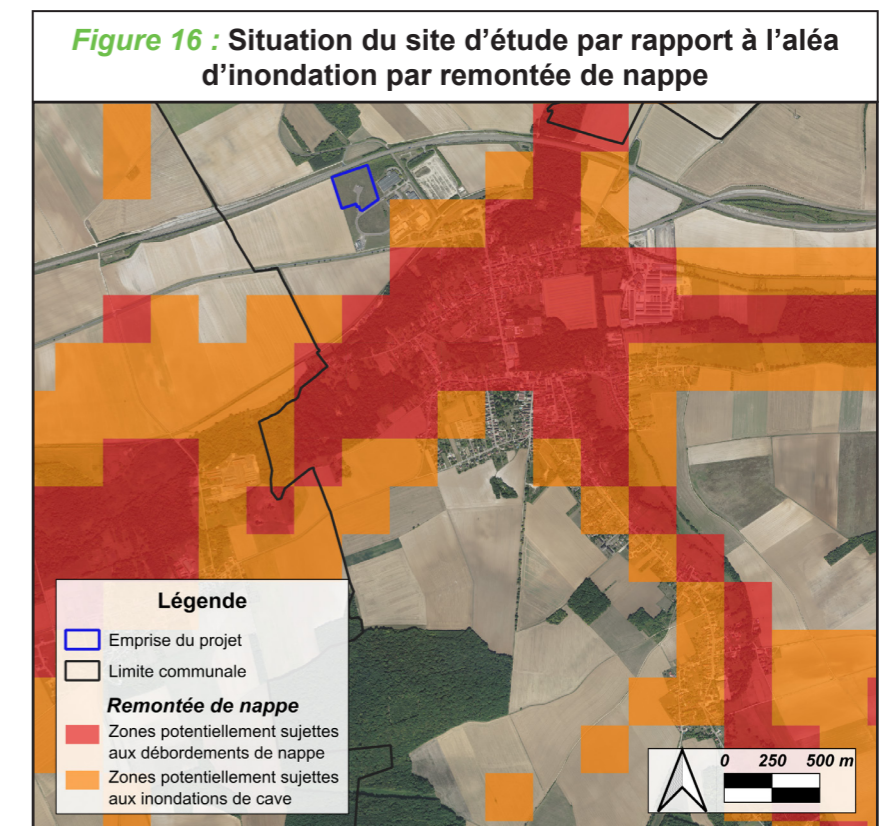 Figure 16 : Situation du site d'étude par rapport à l'aléa
d'inondation par remontée de nappe
Légende
Emprise du projet
Limite communale
Remontée de nappe
Zones potentiellement sujettes
aux débordements de nappe
Zones potentiellement sujettes
aux inondations de cave
0 250 500 m